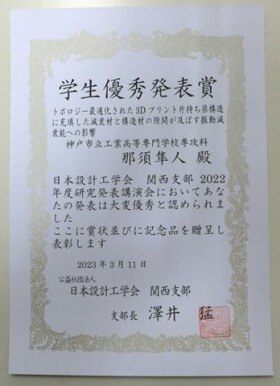 学生優秀発表賞
トポロジー最適化された3Dプリント片持ち梁構造
に充填した減衰材と構造材の隙間が及ぼす振動減
衰能への影響
神戸市立工業高等専門学校専攻科
那須隼人 殿
日本設計工学会 関西支部 2022
年度研究発表講演会においてあな
たの発表は大変優秀と認められま
した
ここに賞状並びに記念品を贈呈し
表彰します
2023年3月11日
公益社団法人
日本設計工学会 関西支部
支部長 澤井 猛